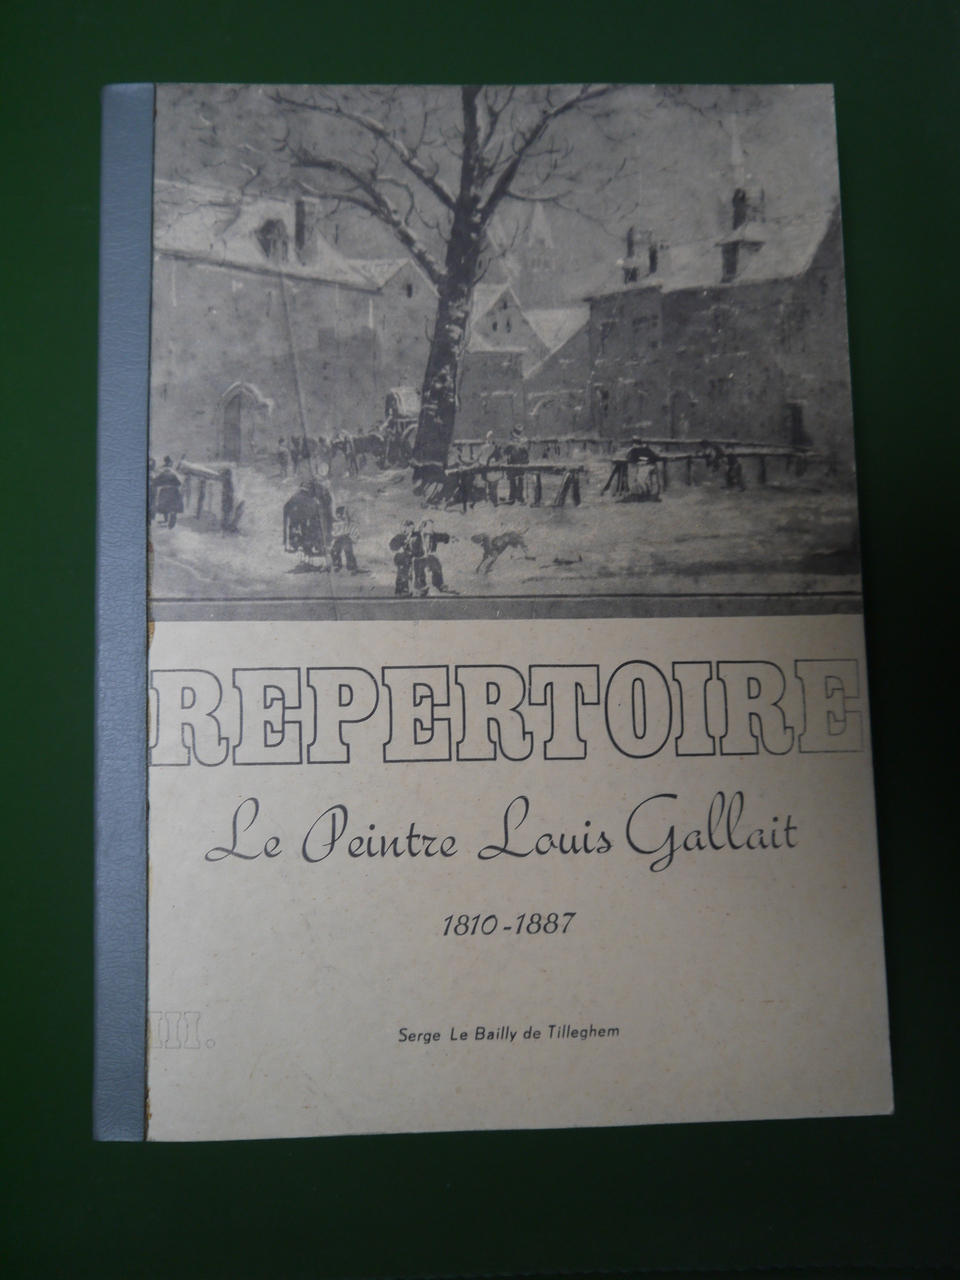 REPERTOIRE
Le Peintre Louis Gallait
1810-1887
III.
Serge Le Bailly de Tilleghem